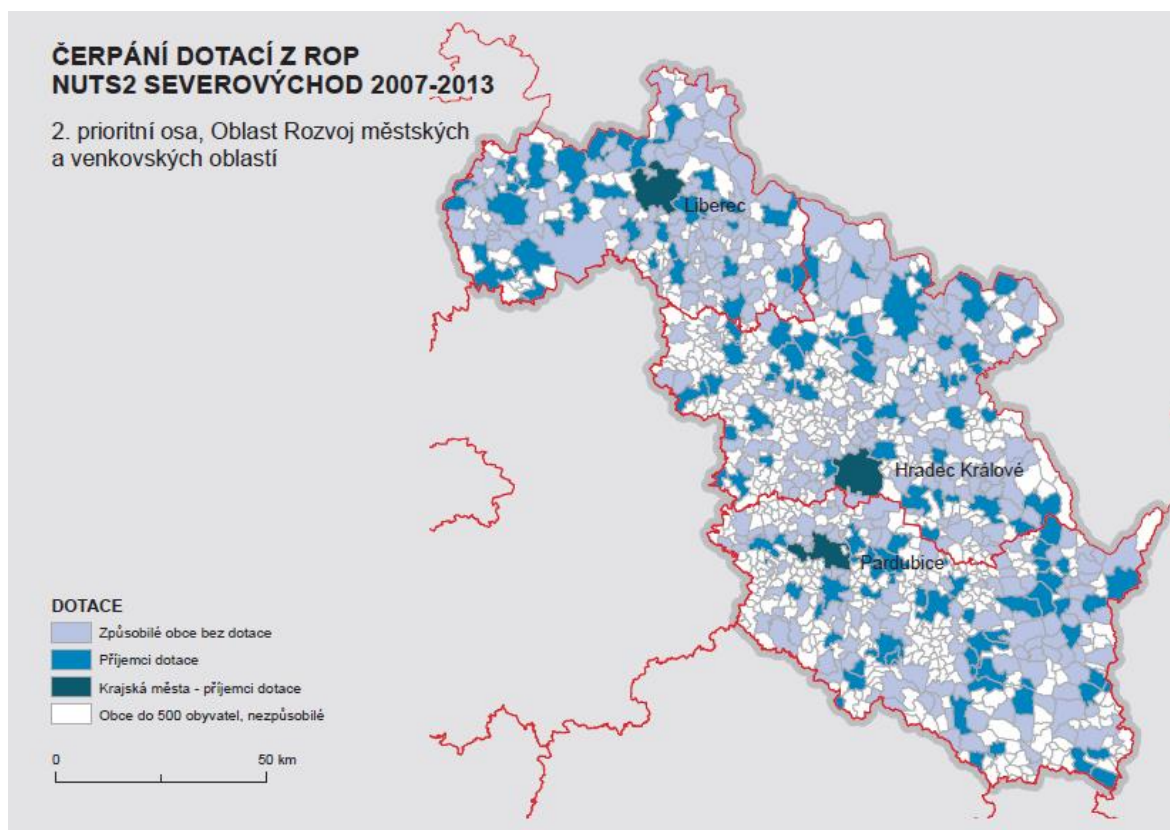 ČERPÁNÍ DOTACÍ Z ROP
NUTS2 SEVEROVÝCHOD 2007-2013
2. prioritní osa, Oblast Rozvoj městských
a venkovských oblastí
Liberec
Hradec Králové
Pardubice
DOTACE
Způsobilé obce bez dotace
Příjemci dotace
Krajská města - příjemci dotace
Obce do 500 obyvatel, nezpůsobilé
0 50 km